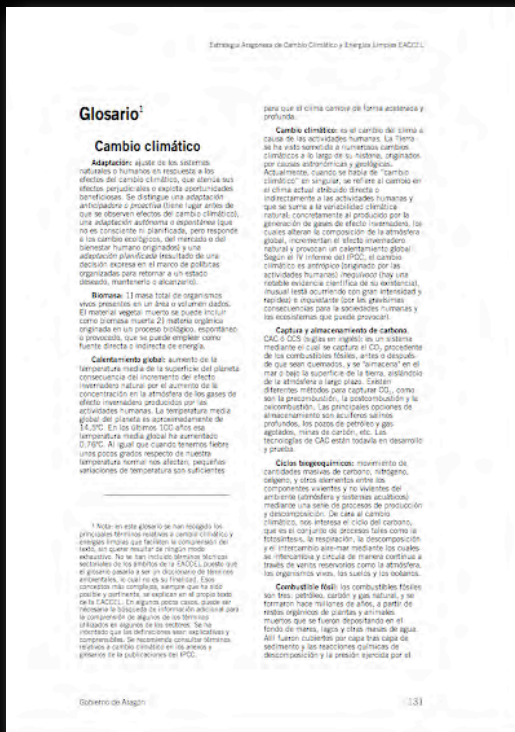 Estrategia Aragonesa de Cambio Climático y Energías Limpias EACCEL
Glosario¹
Cambio climático
Adaptación: ajuste de los sistemas
naturales o humanos en respuesta a los
efectos del cambio climático, que atenúa sus
efectos perjudiciales o explota oportunidades
beneficiosas. Se distingue una adaptación
anticipadora o proactiva (tiene lugar antes de
que se observen efectos del cambio climático),
una adaptación autónoma o espontánea (que
no es consciente ni planificada, pero responde
a los cambio ecológicos, del mercado o del
bienestar humano originados) y una
adaptación planificada (resultado de una
decisión expresa en el marco de políticas
organizadas para retornar a un estado
deseado, mantenerlo o alcanzarlo).
Biomasa: 1) masa total de organismos
vivos presentes en un área o volumen dados.
El material vegetal muerto se puede incluir
como biomasa muerta 2) materia orgánica
originada en un proceso biológico, espontáneo
o provocado, que se puede emplear como
fuente directa o indirecta de energía.
Calentamiento global: aumento de la
temperatura media de la superficie del planeta
consecuencia del incremento del efecto
invernadero natural por el aumento de la
concentración en la atmósfera de los gases de
efecto invernadero producidos por las
actividades humanas. La temperatura media
global del planeta es aproximadamente de
14,5ºC. En los últimos 100 años esa
temperatura media global ha aumentado
0,76ºC. Al igual que cuando tenemos fiebre
unos pocos grados respecto de nuestra
temperatura normal nos afectan, pequeñas
variaciones de temperatura son suficientes
¹ Nota: en este glosario se han recogido los
principales términos relativos a cambio climático y
energías limpias que faciliten la comprensión del
texto, sin querer resultar de ningún modo
exhaustivo. No se han incluido términos técnicos
sectoriales de los ámbitos de la EACCEL puesto que
el glosario pasaría a ser un diccionario de términos
ambientales, lo cual no es su finalidad. Esos
conceptos más complejos, siempre que ha sido
posible y pertinente, se explican en el propio texto
de la EACCEL. En algunos pocos casos, puede ser
necesaria la búsqueda de información adicional para
la comprensión de algunos de los términos
utilizados en algunos de los sectores. Se ha
intentado que las definiciones sean explicativas y
comprensibles. Se recomienda consultar términos
relativos a cambio climático en los anexos y
glosarios de la publicaciones del IPCC.
para que el clima cambie de forma acelerada y
profunda.
Cambio climático: es el cambio del clima a
causa de las actividades humanas. La Tierra
se ha visto sometida a numerosos cambios
climáticos a lo largo de su historia, originados
por causas astronómicas y geológicas.
Actualmente, cuando se habla de "cambio
climático" en singular, se refiere al cambio en
el clima actual atribuido directa o
indirectamente a las actividades humanas y
que se suma a la variabilidad climática
natural, concretamente al producido por la
generación de gases de efecto invernadero, los
cuales alteran la composición de la atmósfera
global, incrementan el efecto invernadero
natural y provocan un calentamiento global.
Según el IV Informe del IPCC, el cambio
climático es antrópico (originado por las
actividades humanas) inequívoco (hay una
notable evidencia científica de su existencia),
inusual (está ocurriendo con gran intensidad y
rapidez) e inquietante (por las gravísimas
consecuencias para la sociedades humanas y
los ecosistemas que puede provocar).
Captura y almacenamiento de carbono.
CAC ó CCS (siglas en inglés): es un sistema
mediante el cual se captura el CO₂ procedente
de los combustibles fósiles, antes o después
de que sean quemados, y se "almacena" en el
mar o bajo la superficie de la tierra, aislándolo
de la atmósfera a largo plazo. Existen
diferentes métodos para capturar CO₂, como
son la precombustión, la postcombustión y la
oxicombustión. Las principales opciones de
almacenamiento son acuíferos salinos
profundos, los pozos de petróleo y gas
agotados, minas de carbón, etc. Las
tecnologías de CAC están todavía en desarrollo
y prueba.
Ciclos biogeoquímicos: movimiento de
cantidades masivas de carbono, nitrógeno,
oxígeno, y otros elementos entre los
componentes vivientes y no vivientes del
ambiente (atmósfera y sistemas acuáticos)
mediante una serie de procesos de producción
y descomposición. De cara al cambio
climático, nos interesa el ciclo del carbono,
que es el conjunto de procesos tales como la
fotosíntesis, la respiración, la descomposición
y el intercambio aire-mar mediante los cuales
se intercambia y circula de manera continua a
través de varios reservorios como la atmósfera,
los organismos vivos, los suelos y los océanos.
Combustible fósil: los combustibles fósiles
son tres: petróleo, carbón y gas natural, y se
formaron hace millones de años, a partir de
restos orgánicos de plantas y animales
muertos que se fueron depositando en el
fondo de mares, lagos y otras masas de agua.
Allí fueron cubiertos por capa tras capa de
sedimento y las reacciones químicas de
descomposición y la presión ejercida por el
Gobierno de Aragón
131